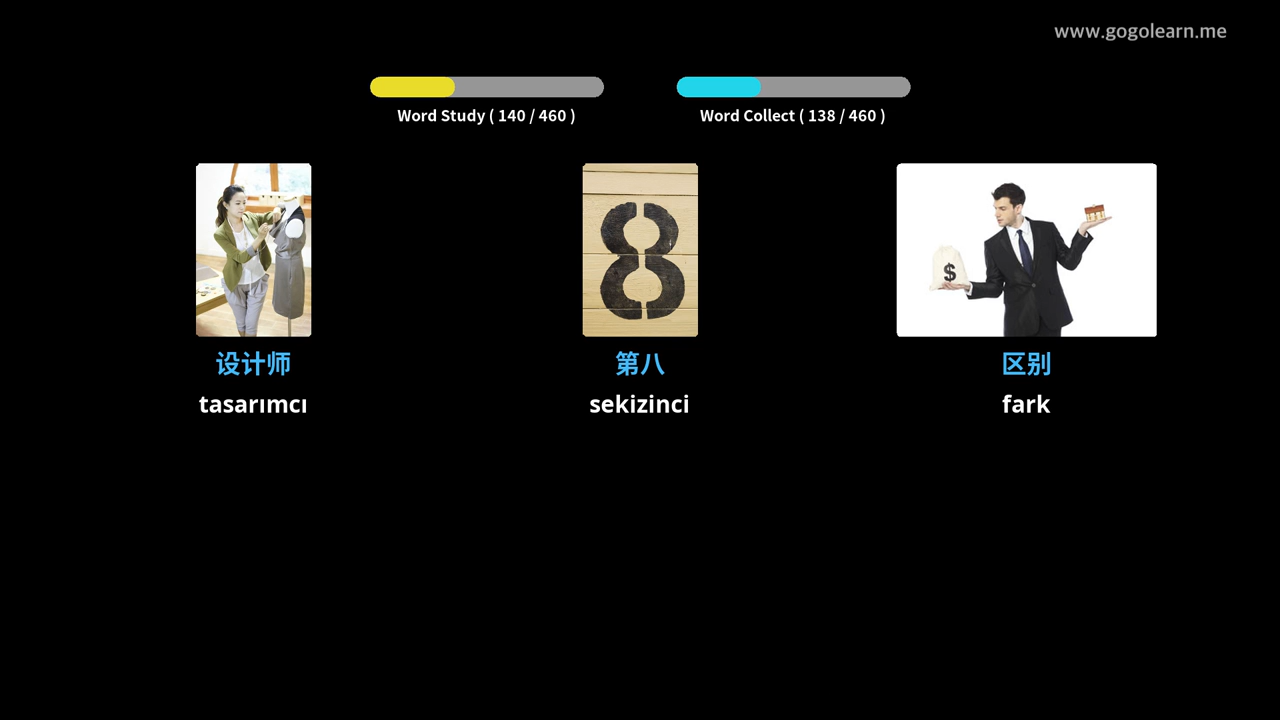 www.gogolearn.me
Word Study ( 140 / 460 )
Word Collect ( 138 / 460 )
8
$
设计师
第八
区别
tasarımcı
sekizinci
fark